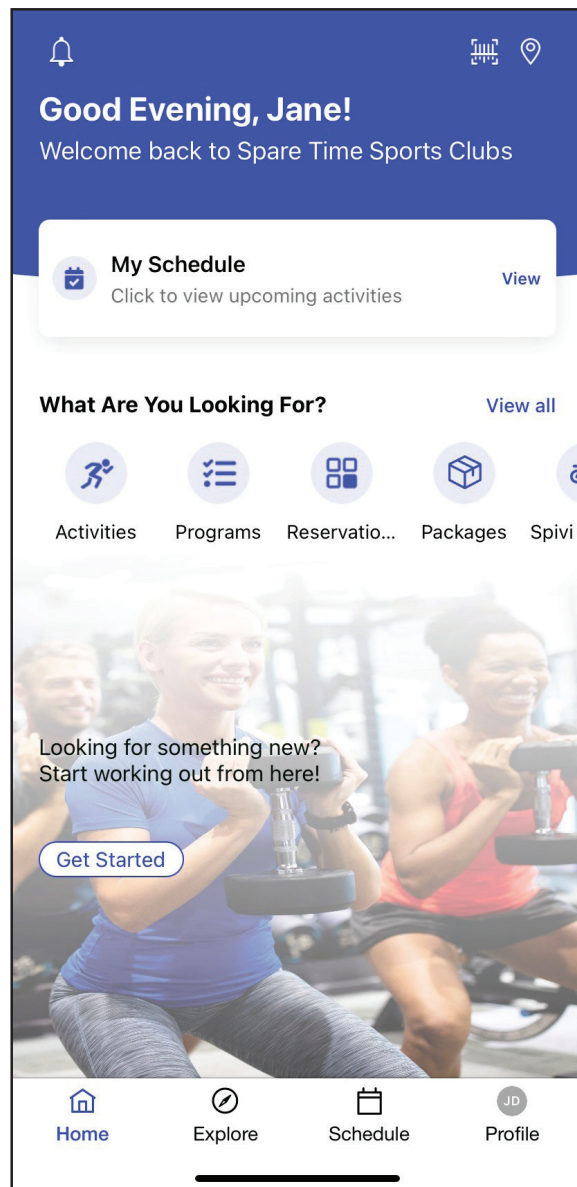 Good Evening, Jane!
Welcome back to Spare Time Sports Clubs
My Schedule
Click to view upcoming activities
View
What Are You Looking For?
View all
Activities
Programs
Reservatio...
Packages
Spivi
Looking for something new?
Start working out from here!
Get Started
Home
Explore
Schedule
JD
Profile